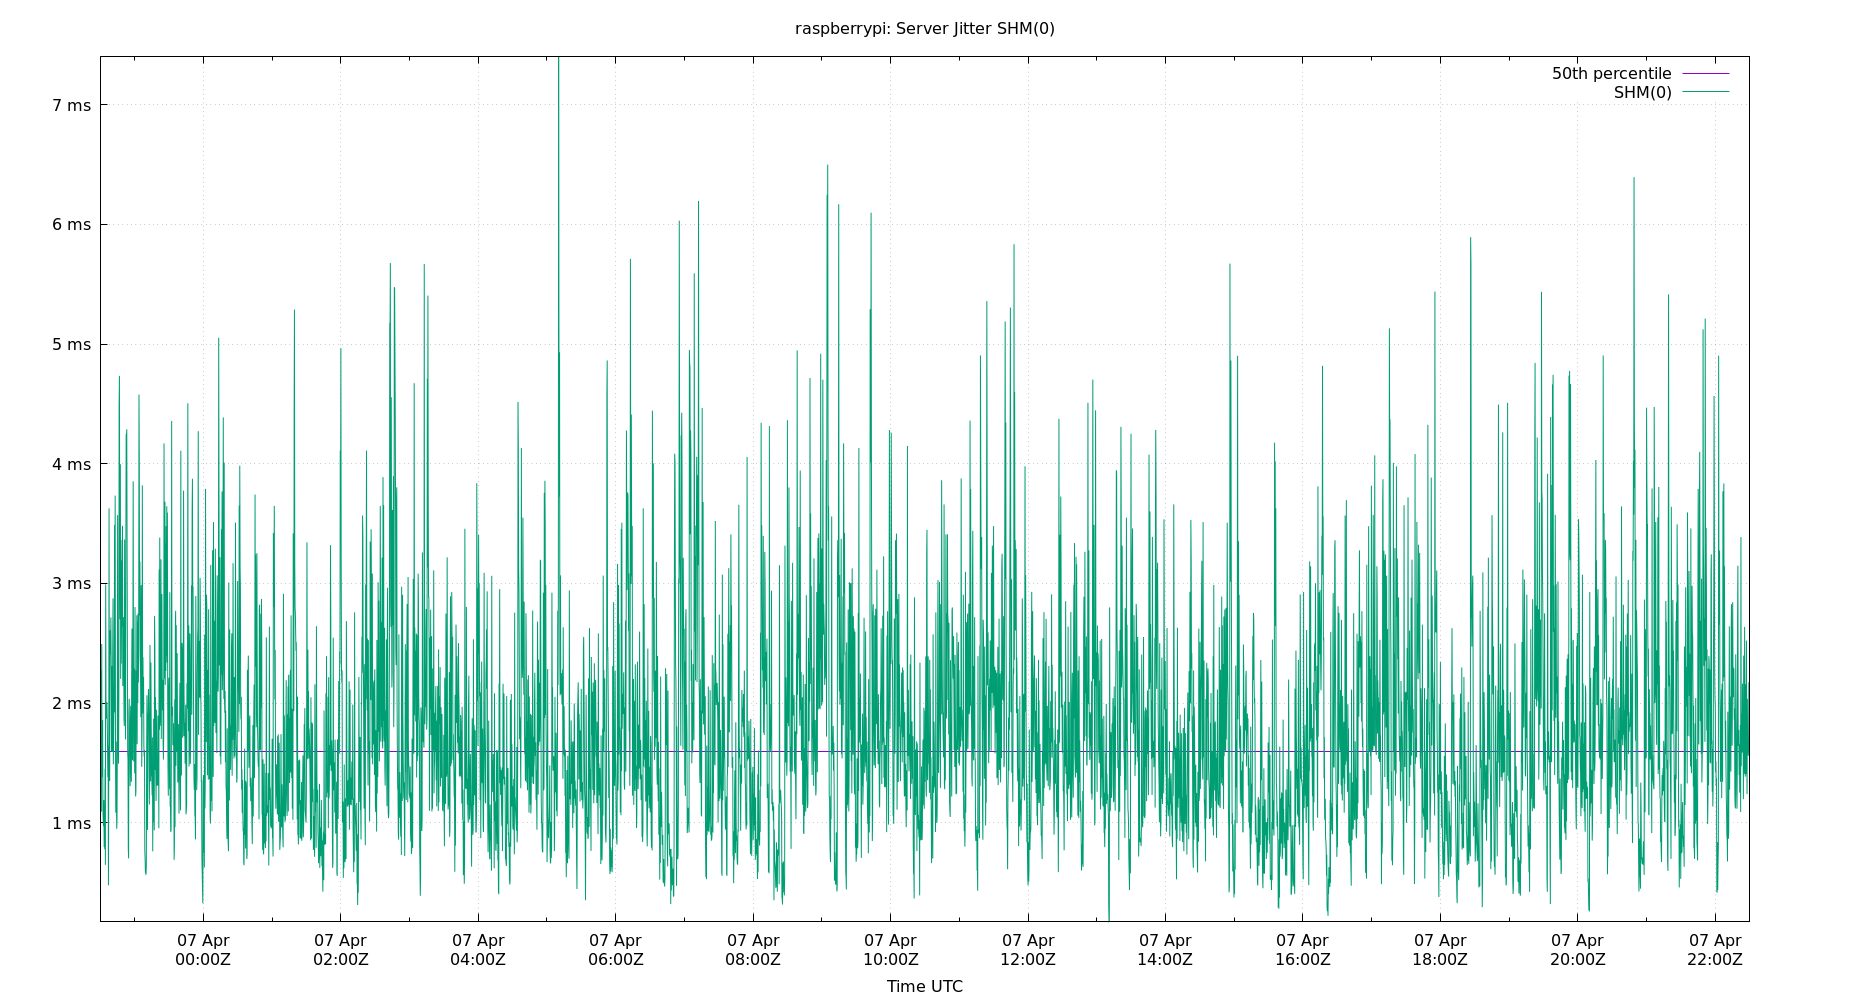 raspberrypi: Server Jitter SHM(0)
50th percentile
SHM(0)
7 ms
6 ms
5 ms
4 ms
3 ms
2 ms
1 ms
07 Apr 07 Apr 07 Apr 07 Apr 07 Apr 07 Apr 07 Apr 07 Apr 07 Apr 07 Apr 07 Apr 07 Apr
00:00Z 02:00Z 04:00Z 06:00Z 08:00Z 10:00Z 12:00Z 14:00Z 16:00Z 18:00Z 20:00Z 22:00Z
Time UTC